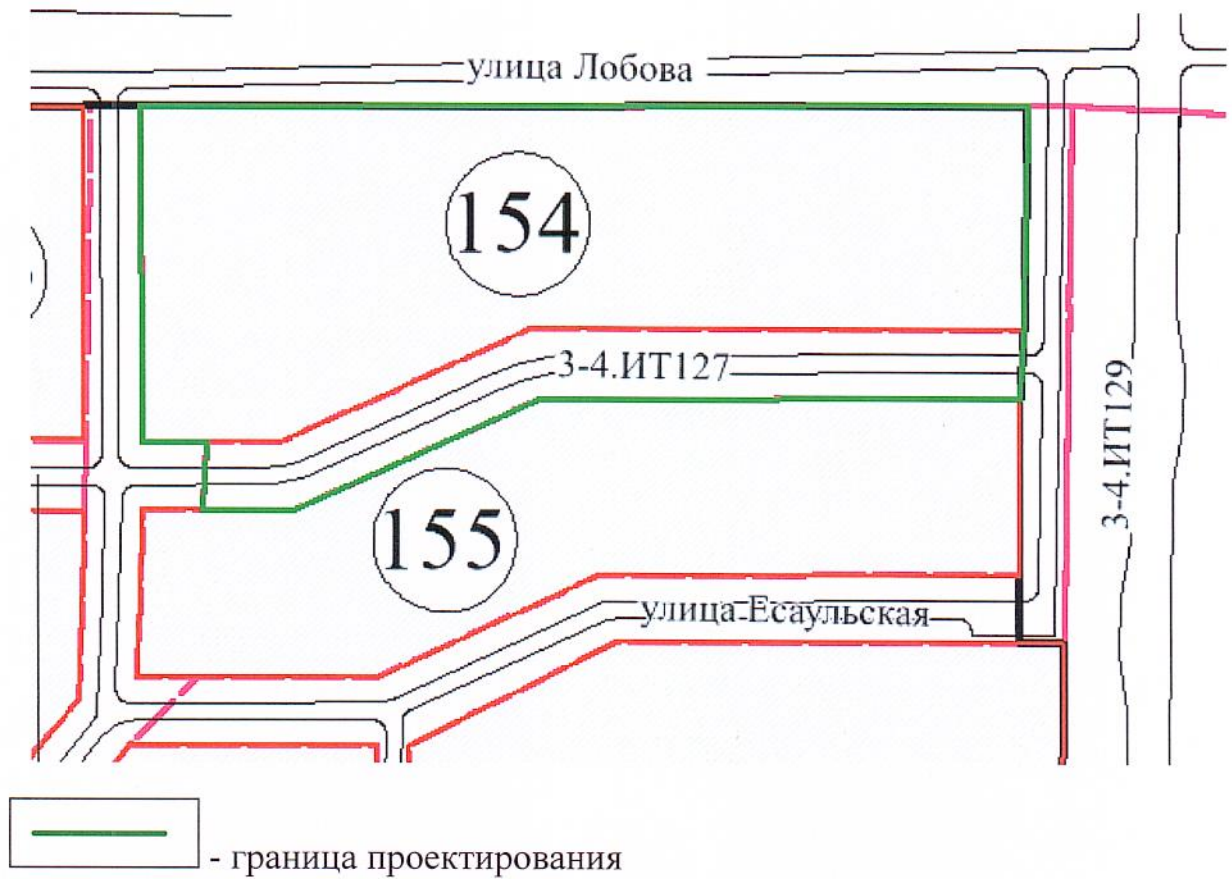 улица Лобова
154
3-4.ИТ127
3-4.ИТ129
155
улица Есаульская
- граница проектирования